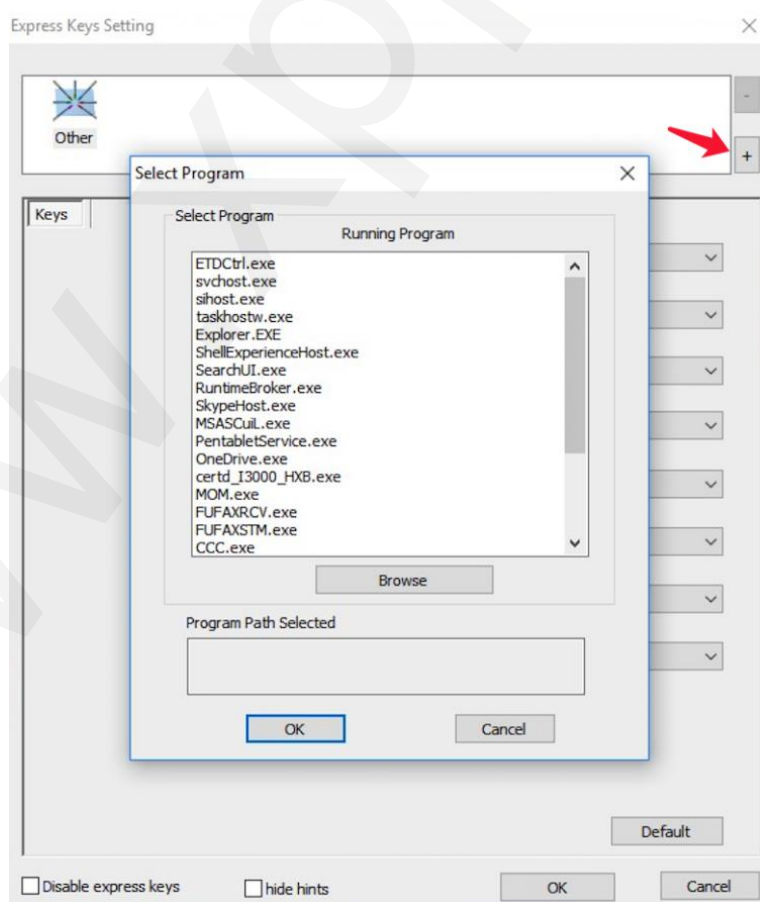 Express Keys Setting
-
Other
+
Select Program
Keys
Select Program
Running Program
ETDCtrl.exe
svchost.exe
sihost.exe
taskhostw.exe
Explorer.EXE
ShellExperienceHost.exe
SearchUI.exe
RuntimeBroker.exe
SkypeHost.exe
MSASCuiL.exe
PentabletService.exe
OneDrive.exe
certd_I3000_HXB.exe
MOM.exe
FUFAXRCV.exe
FUFAXSTM.exe
CCC.exe
Browse
Program Path Selected
OK Cancel
Default
Disable express keys hide hints OK Cancel